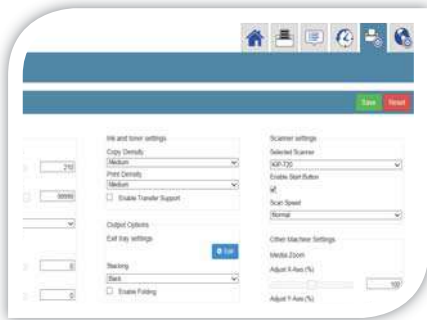 Save Reset
Ink and toner settings
Copy Density
Medium
Print Density
Medium
Enable Transfer Support
Output Options
Exit tray settings
Edit
Stacking
Back
Enable Folding
Scanner settings
Selected Scanner
Enable Start Button
Scan Speed
Normal
Other Machine Settings
Media Zoom
Adjust X-Axis (%)
100
Adjust Y-Axis (%)
210
0
0